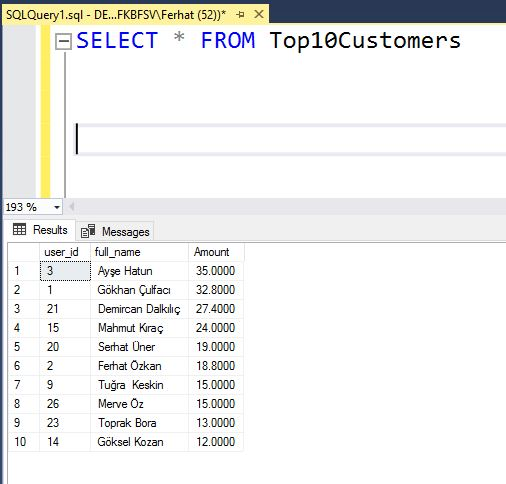 SQLQuery1.sql - DE...FKBFSV\Ferhat (52))*
SELECT * FROM Top10Customers
193 %
Results Messages
user_id full_name Amount
1 3 Ayşe Hatun 35.0000
2 1 Gökhan Çulfacı 32.8000
3 21 Demircan Dalkılıç 27.4000
4 15 Mahmut Kıraç 24.0000
5 20 Serhat Üner 19.0000
6 2 Ferhat Özkan 18.8000
7 9 Tuğra Keskin 15.0000
8 26 Merve Öz 15.0000
9 23 Toprak Bora 13.0000
10 14 Göksel Kozan 12.0000